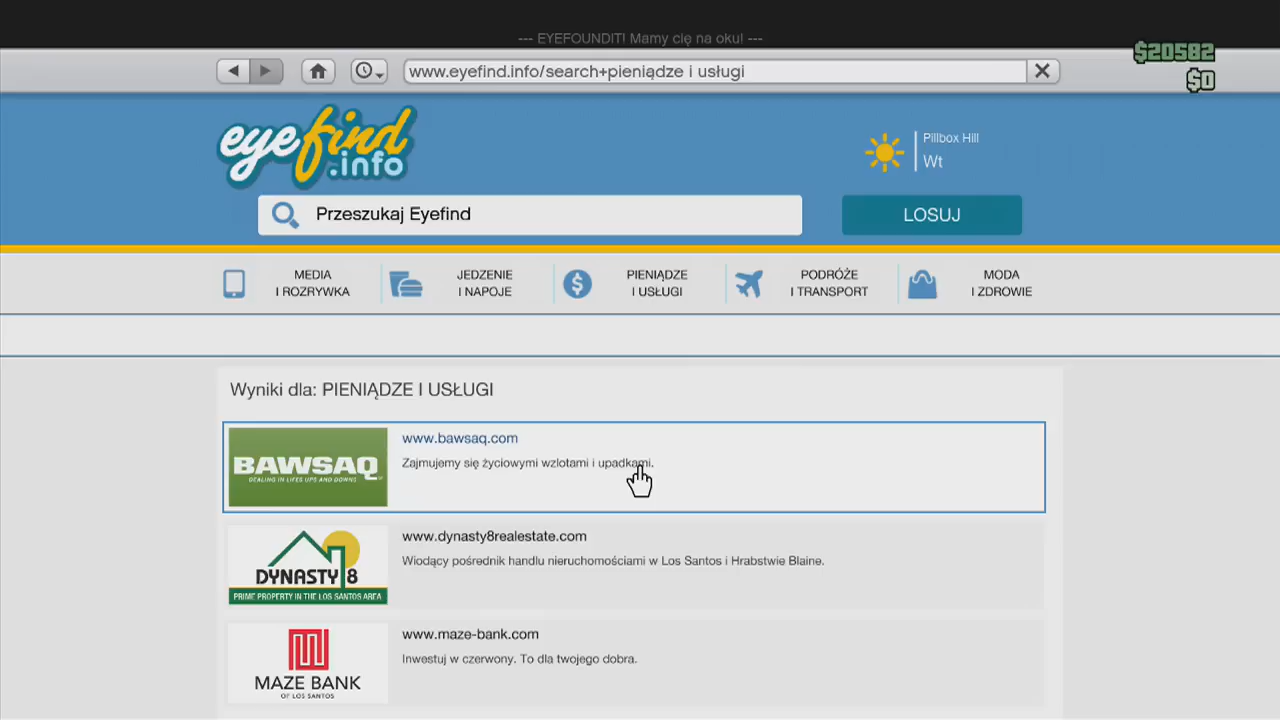 --- EYEFOUNDIT! Mamy cię na oku! ---
$20582
www.eyefind.info/search+pieniądze i usługi
$0
eyefind.info
Pillbox Hill
Wt
Przeszukaj Eyefind
LOSUJ
MEDIA
I ROZRYWKA
JEDZENIE
I NAPOJE
PIENIĄDZE
I USŁUGI
PODRÓŻE
I TRANSPORT
MODA
I ZDROWIE
Wyniki dla: PIENIĄDZE I USŁUGI
BAWSAQ
DEALING IN LIFES UPS AND DOWNS
www.bawsaq.com
Zajmujemy się życiowymi wzlotami i upadkami.
DYNASTY 8
PRIME PROPERTY IN THE LOS SANTOS AREA
www.dynasty8realestate.com
Wiodący pośrednik handlu nieruchomościami w Los Santos i Hrabstwie Blaine.
MAZE BANK
OF LOS SANTOS
www.maze-bank.com
Inwestuj w czerwony. To dla twojego dobra.